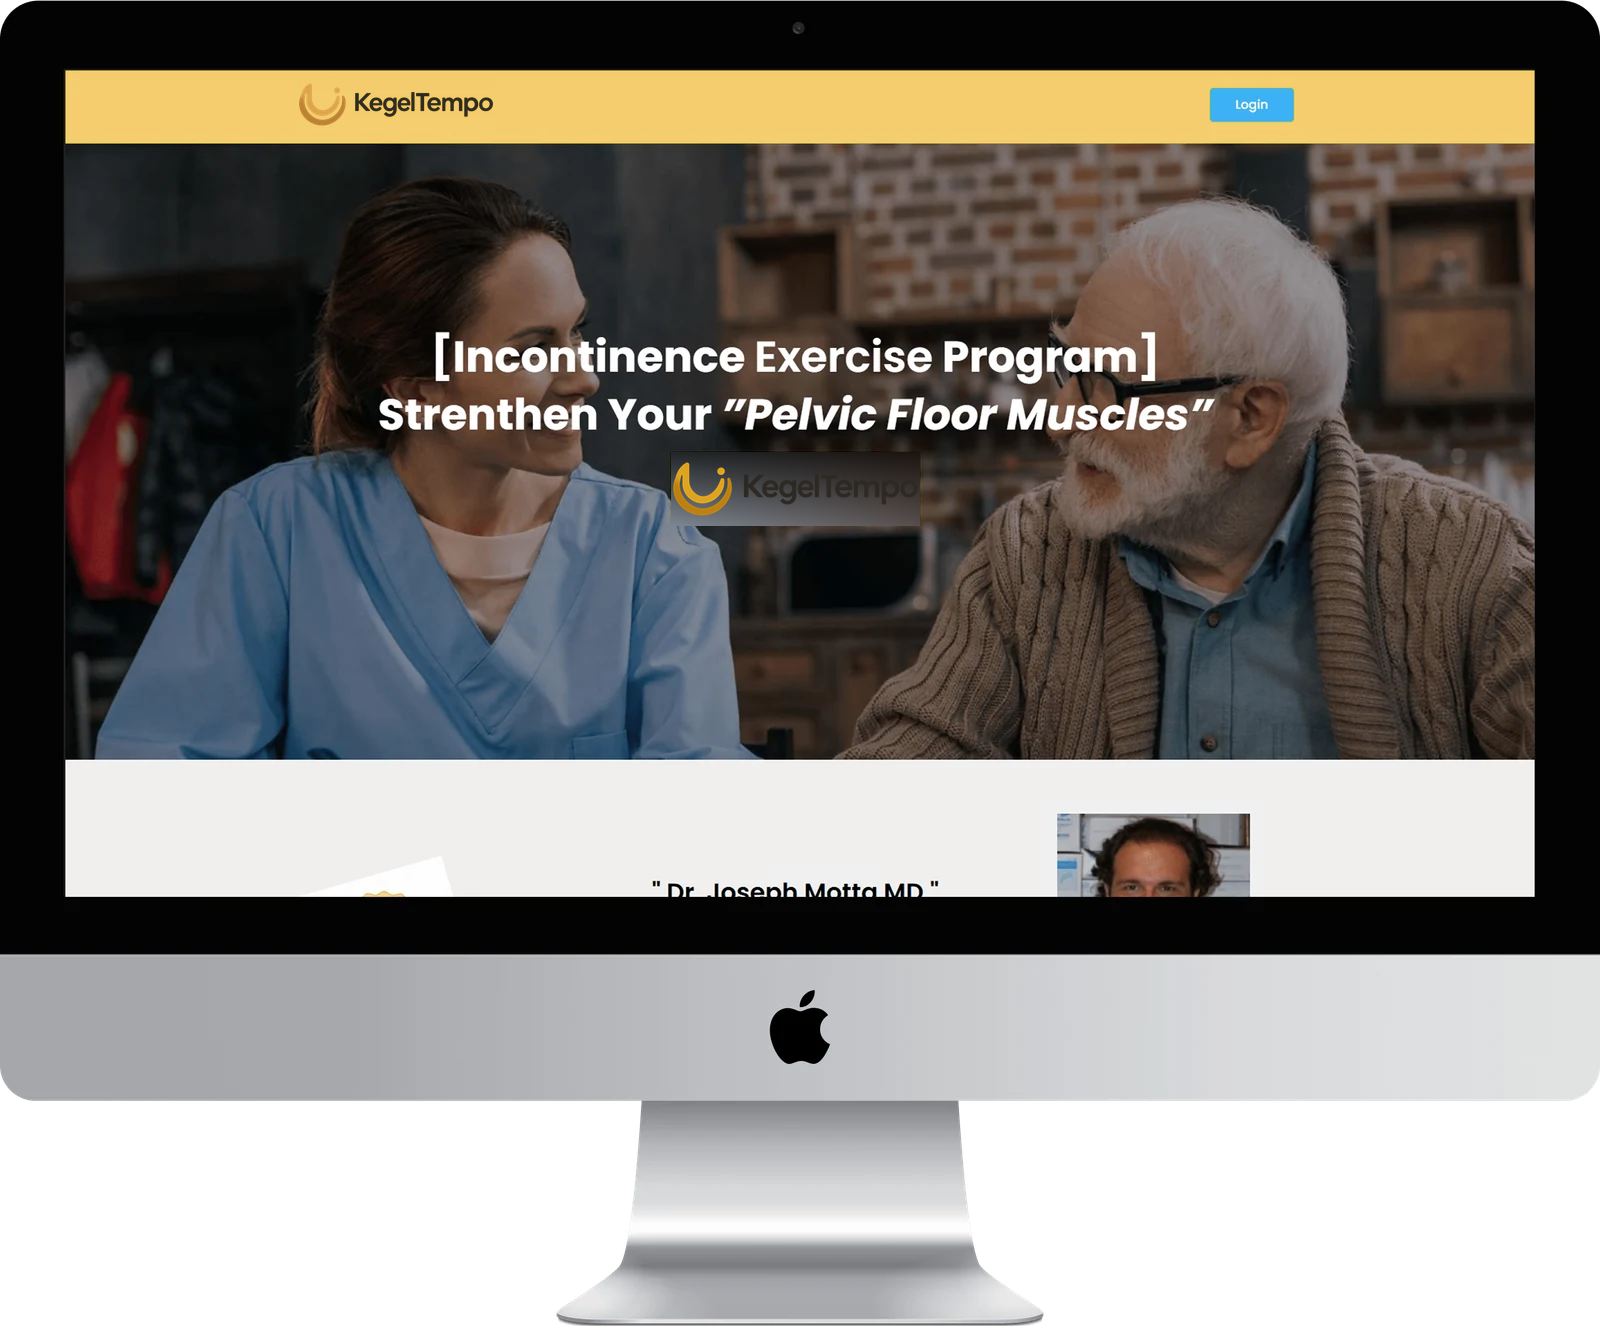 KegelTempo
Login
[Incontinence Exercise Program]
Strenthen Your "Pelvic Floor Muscles"
KegelTempo
" Dr. Joseph Motta MD "